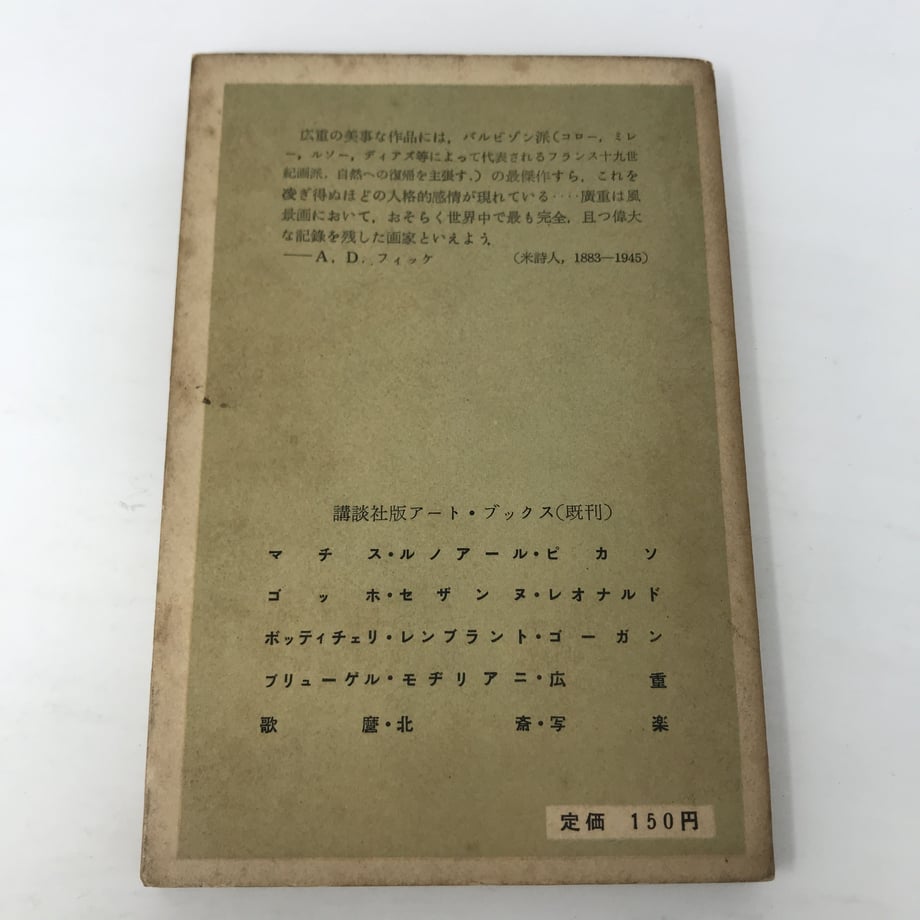 広重の美事な作品には，バルビゾン派(コロー，ミレ
ー，ルソー，ディアズ等によって代表されるフランス十九世
紀画派．自然への復帰を主張す．）の最傑作すら，これを
凌ぎ得ぬほどの人格的感情が現れている‥‥廣重は風
景画において，おそらく世界中で最も完全．且つ偉大
な記錄を残した画家といえよう．
——A．D．フィッケ （米詩人，1883—1945）
講談社版アート・ブックス（既刊）
マチス・ルノアール・ピカソ
ゴッホ・セザンヌ・レオナルド
ボッティチェリ・レンブラント・ゴーガン
ブリューゲル・モヂリアニ・広重
歌麿・北斎・写楽
定価 150円